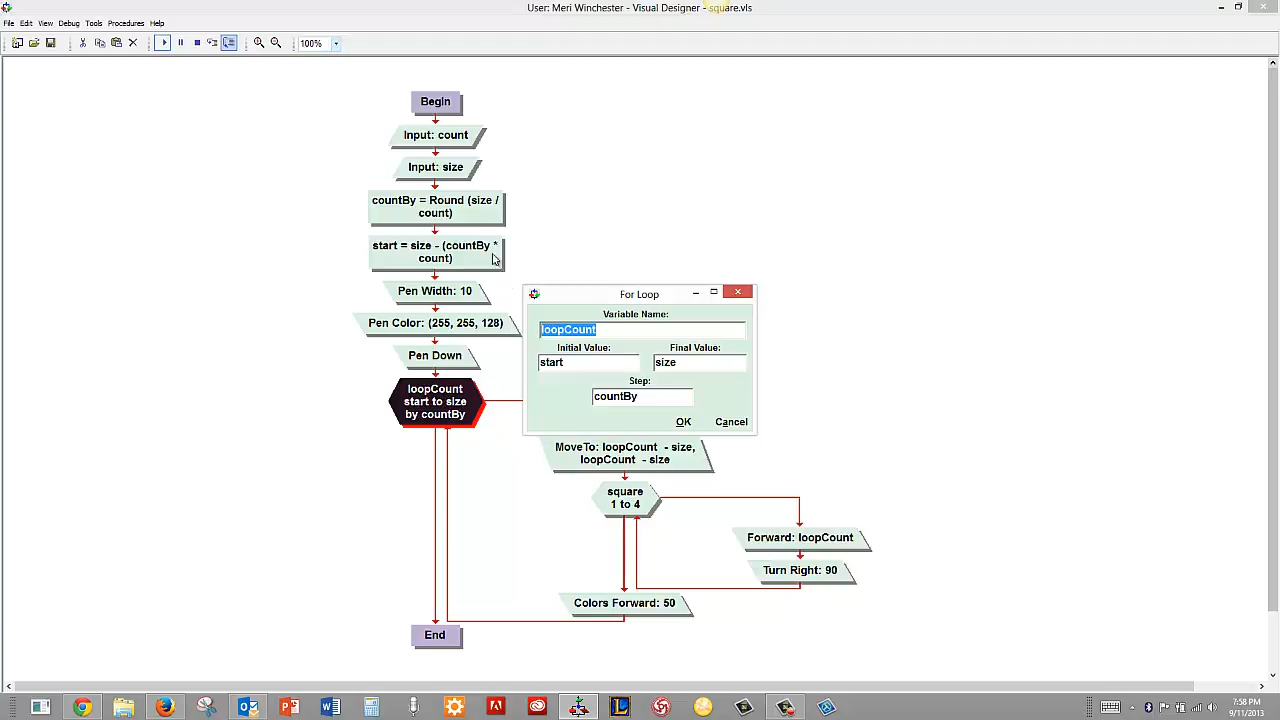 User: Meri Winchester - Visual Designer - square.vls
File Edit View Debug Tools Procedures Help
100%
Begin
Input: count
Input: size
countBy = Round (size /
count)
start = size - (countBy *
count)
Pen Width: 10
Pen Color: (255, 255, 128)
Pen Down
loopCount
start to size
by countBy
For Loop
Variable Name:
loopCount
Initial Value: Final Value:
start size
Step:
countBy
OK Cancel
MoveTo: loopCount - size,
loopCount - size
square
1 to 4
Forward: loopCount
Turn Right: 90
Colors Forward: 50
End
7:58 PM
9/11/2013